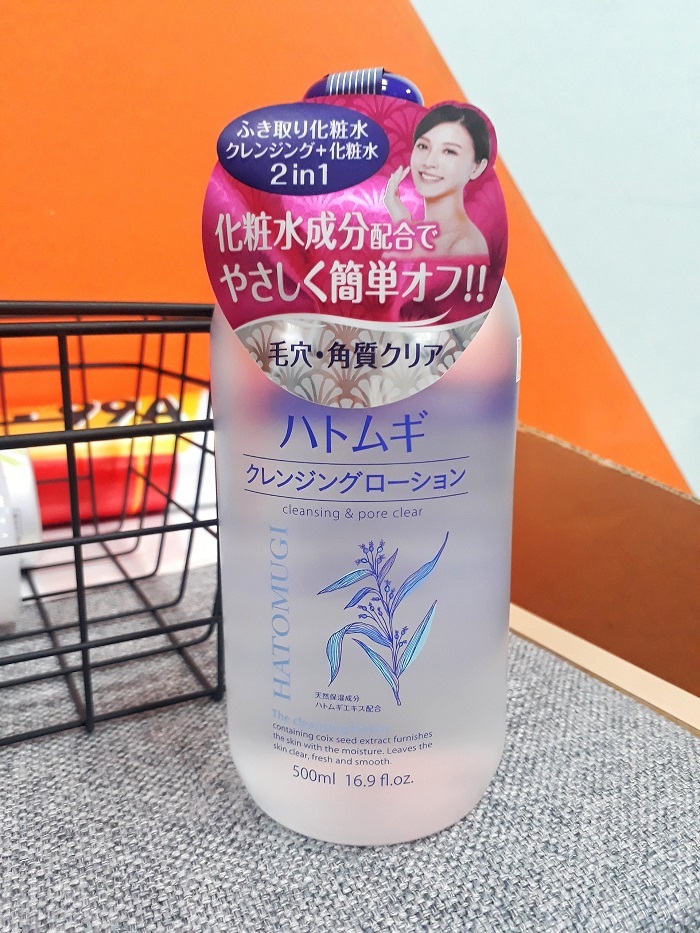 ふき取り化粧水
クレンジング+化粧水
2in1
化粧水成分配合で
やさしく簡単オフ!!
毛穴・角質クリア
ハトムギ
クレンジングローション
cleansing & pore clear
HATOMUGI
天然保湿成分
ハトムギエキス配合
The cleansing
containing coix seed extract furnishes
the skin with the moisture. Leaves the
skin clear, fresh and smooth.
500ml 16.9 fl.oz.